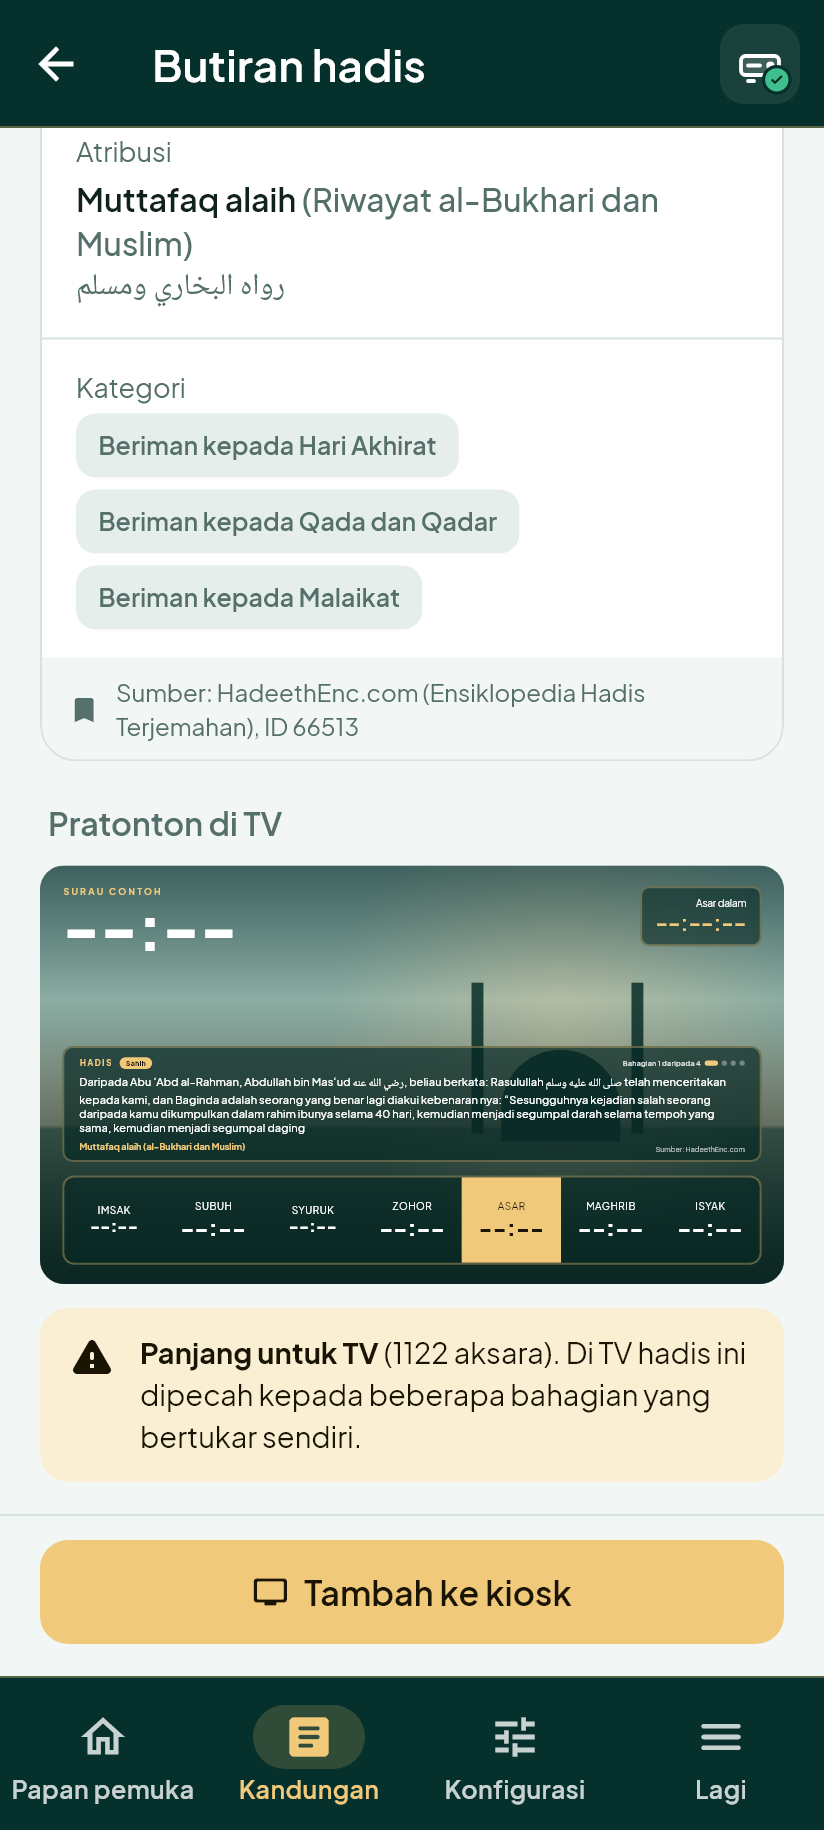 Butiran hadis
Atribusi
Muttafaq alaih (Riwayat al-Bukhari dan
Muslim)
رواه البخاري ومسلم
Kategori
Beriman kepada Hari Akhirat
Beriman kepada Qada dan Qadar
Beriman kepada Malaikat
Sumber: HadeethEnc.com (Ensiklopedia Hadis
Terjemahan), ID 66513
Pratonton di TV
SURAU CONTOH
--:--
Asar dalam
--:--:--
HADIS Sahih
Bahagian 1 daripada 4
Daripada Abu ‘Abd al-Rahman, Abdullah bin Mas‘ud رضي الله عنه, beliau berkata: Rasulullah صلى الله عليه وسلم telah menceritakan
kepada kami, dan Baginda adalah seorang yang benar lagi diakui kebenarannya: "Sesungguhnya kejadian salah seorang
daripada kamu dikumpulkan dalam rahim ibunya selama 40 hari, kemudian menjadi segumpal darah selama tempoh yang
sama, kemudian menjadi segumpal daging
Muttafaq alaih (al-Bukhari dan Muslim)
Sumber: HadeethEnc.com
IMSAK SUBUH SYURUK ZOHOR ASAR MAGHRIB ISYAK
--:-- --:-- --:-- --:-- --:-- --:-- --:--
Panjang untuk TV (1122 aksara). Di TV hadis ini
dipecah kepada beberapa bahagian yang
bertukar sendiri.
Tambah ke kiosk
Papan pemuka Kandungan Konfigurasi Lagi